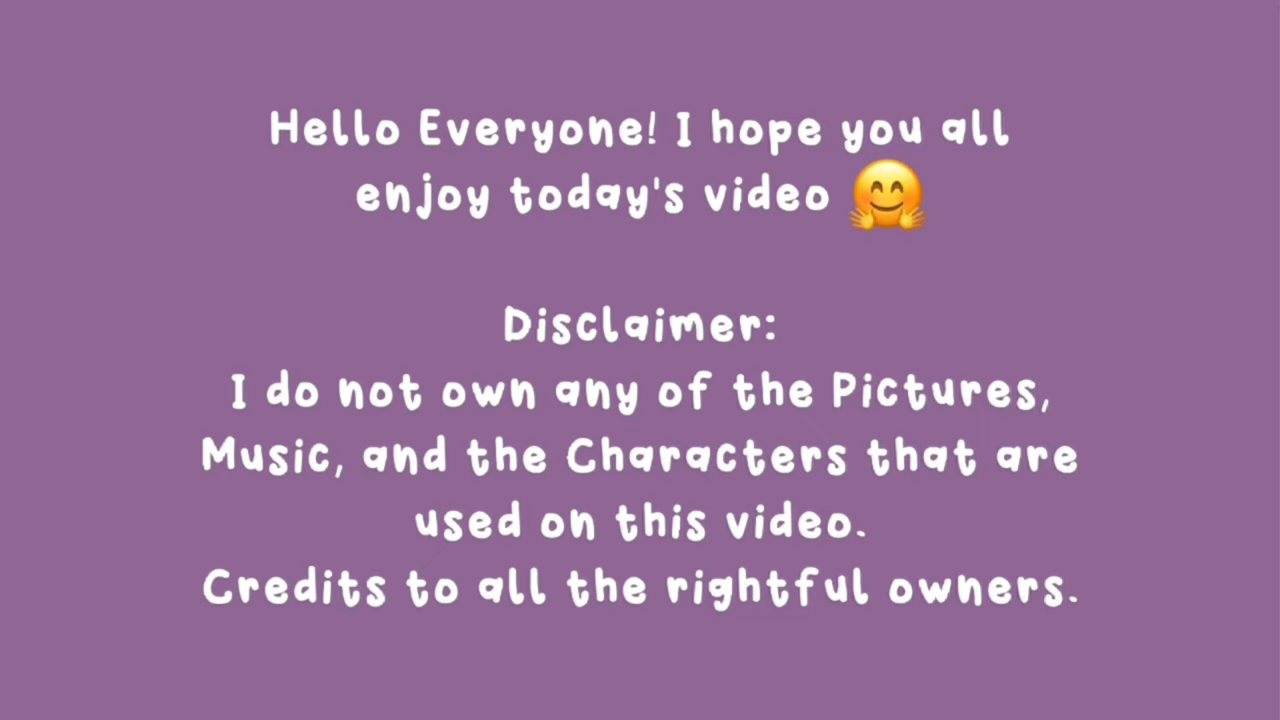 Hello Everyone! I hope you all
enjoy today's video 🤗
Disclaimer:
I do not own any of the Pictures,
Music, and the Characters that are
used on this video.
Credits to all the rightful owners.